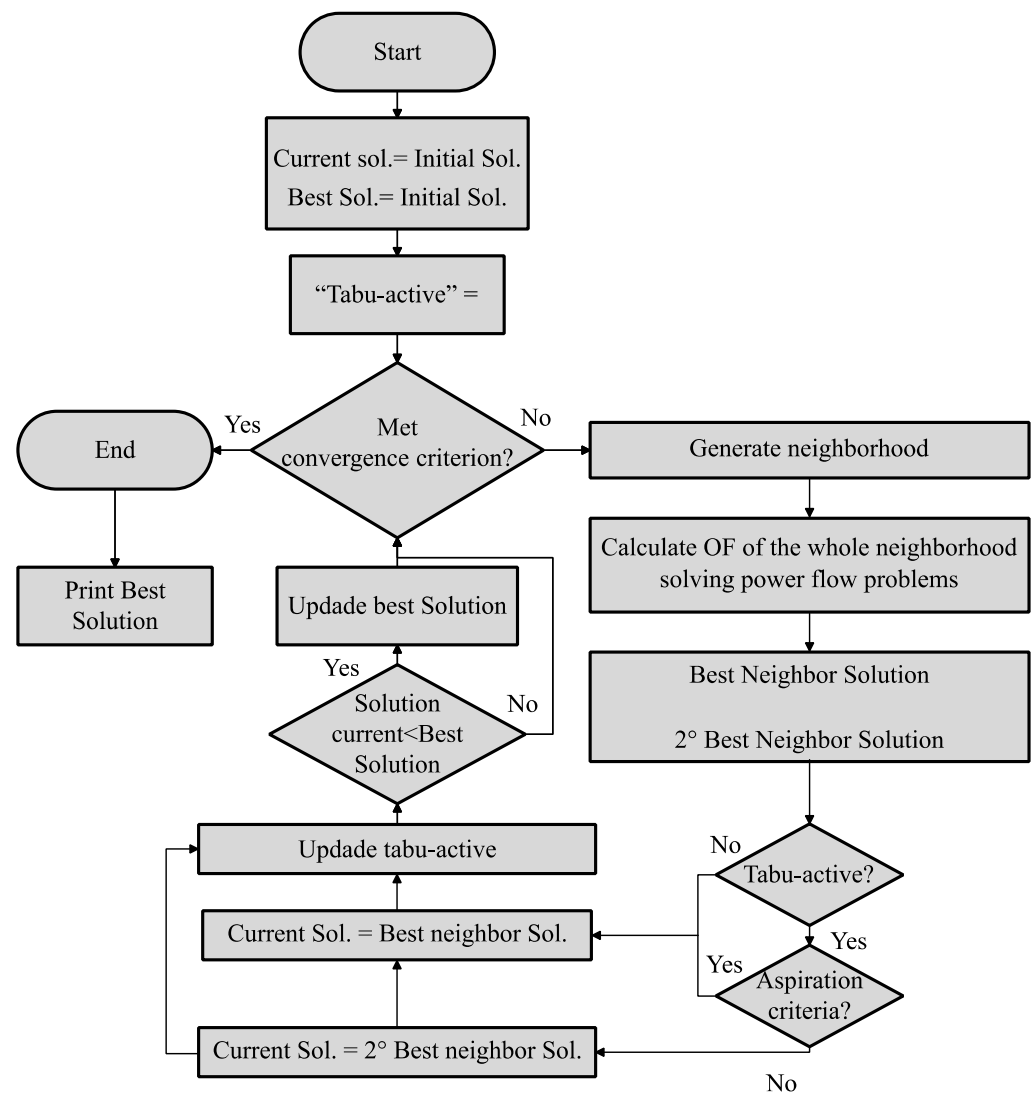 Start
Current sol.= Initial Sol.
Best Sol.= Initial Sol.
“Tabu-active” =
Met
convergence criterion?
Yes
No
End
Print Best
Solution
Generate neighborhood
Calculate OF of the whole neighborhood
solving power flow problems
Best Neighbor Solution
2° Best Neighbor Solution
Tabu-active?
No
Yes
Aspiration
criteria?
Yes
No
Current Sol. = 2° Best neighbor Sol.
Current Sol. = Best neighbor Sol.
Updade tabu-active
Solution
current<Best
Solution
Yes
No
Updade best Solution